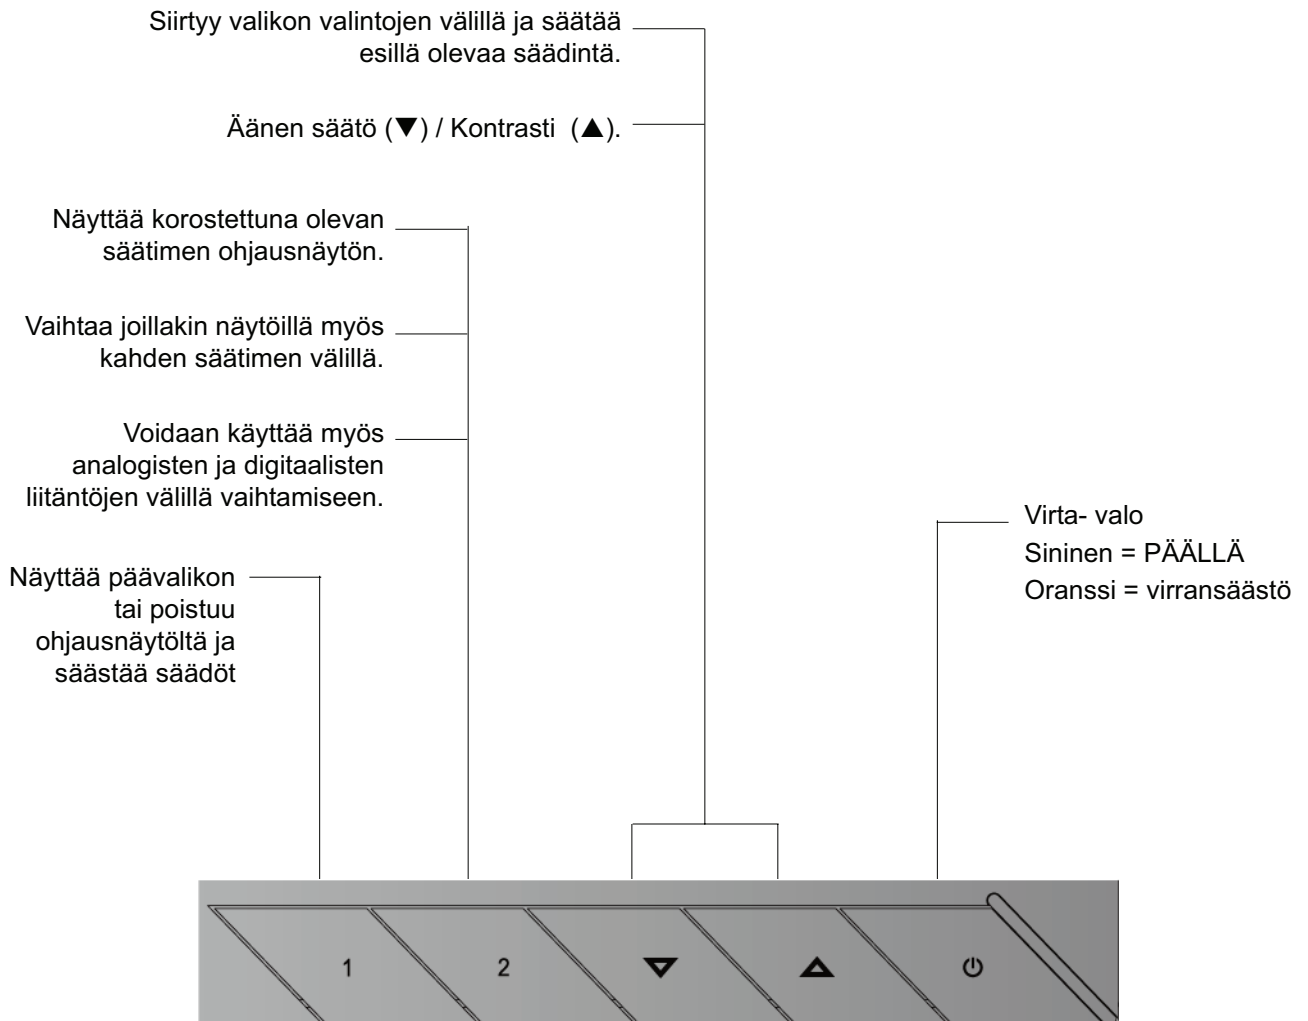 Siirtyy valikon valintojen välillä ja säätää
esillä olevaa säädintä.
Äänen säätö (▼) / Kontrasti (▲).
Näyttää korostettuna olevan
säätimen ohjausnäytön.
Vaihtaa joillakin näytöillä myös
kahden säätimen välillä.
Voidaan käyttää myös
analogisten ja digitaalisten
liitäntöjen välillä vaihtamiseen.
Virta- valo
Sininen = PÄÄLLÄ
Oranssi = virransäästö
Näyttää päävalikon
tai poistuu
ohjausnäytöltä ja
säästää säädöt
1 2